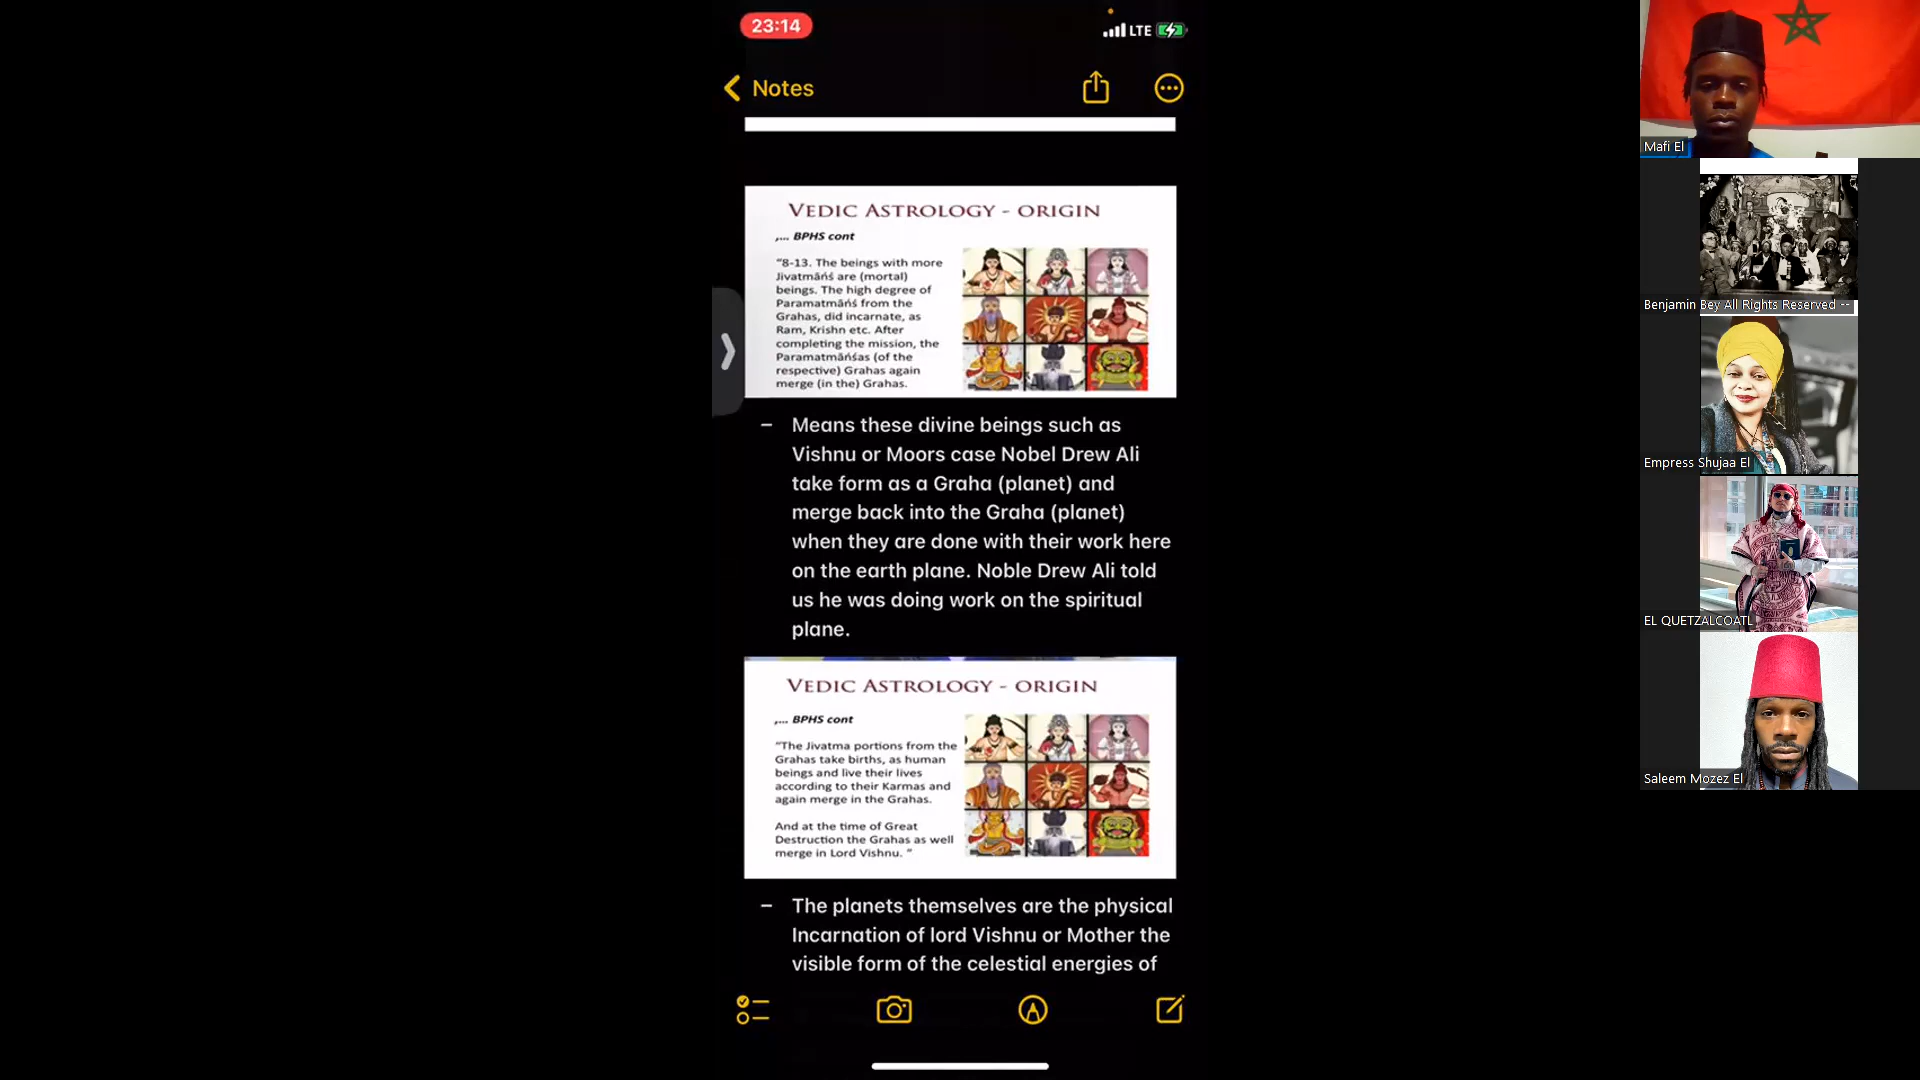 23:14
LTE
Notes
VEDIC ASTROLOGY - ORIGIN
,... BPHS cont
"8-13. The beings with more
Jivatmāńś are (mortal)
beings. The high degree of
Paramatmāńś from the
Grahas, did incarnate, as
Ram, Krishn etc. After
completing the mission, the
Paramatmāńśas (of the
respective) Grahas again
merge (in the) Grahas.
– Means these divine beings such as
Vishnu or Moors case Nobel Drew Ali
take form as a Graha (planet) and
merge back into the Graha (planet)
when they are done with their work here
on the earth plane. Noble Drew Ali told
us he was doing work on the spiritual
plane.
VEDIC ASTROLOGY - ORIGIN
,... BPHS cont
"The Jivatma portions from the
Grahas take births, as human
beings and live their lives
according to their Karmas and
again merge in the Grahas.
And at the time of Great
Destruction the Grahas as well
merge in Lord Vishnu. "
– The planets themselves are the physical
Incarnation of lord Vishnu or Mother the
visible form of the celestial energies of
Mafi El
Benjamin Bey All Rights Reserved --
Empress Shujaa El
EL QUETZALCOATL
Saleem Mozez El